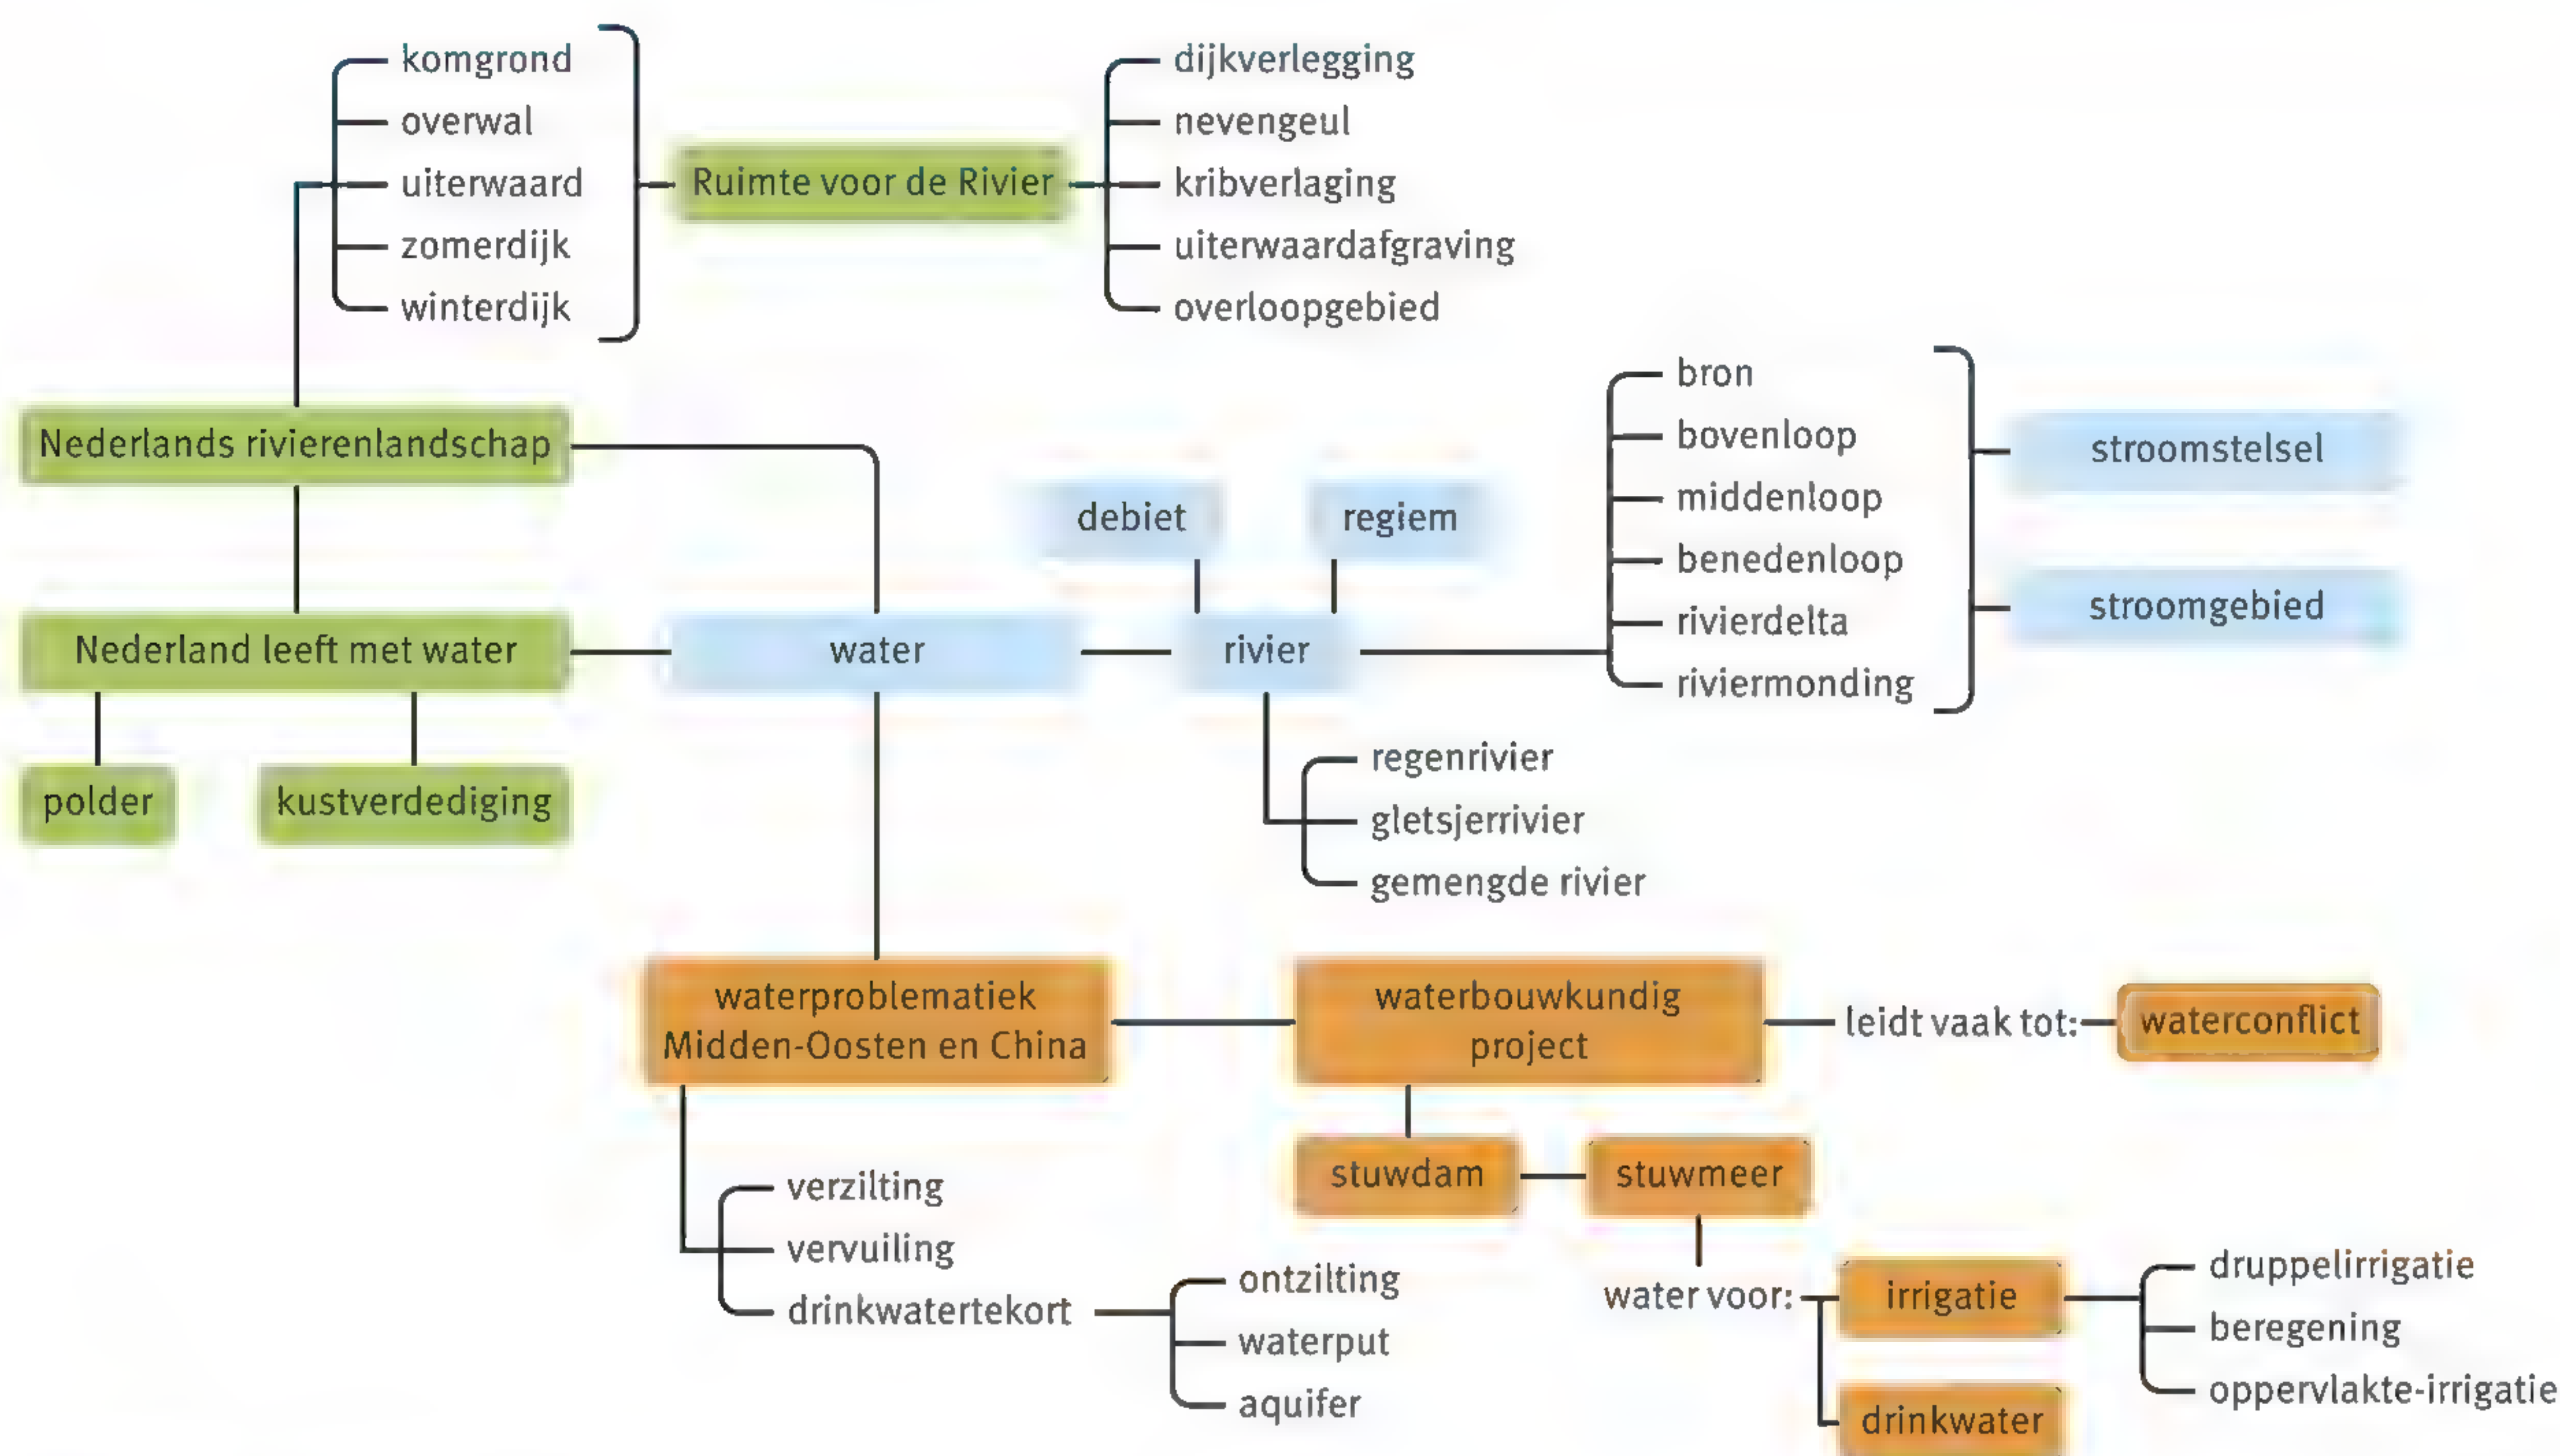 komgrond
overwal
uiterwaard
zomerdijk
winterdijk
Ruimte voor de Rivier
dijkverlegging
nevengeul
kribverlaging
uiterwaardafgraving
overloopgebied
Nederlands rivierenlandschap
Nederland leeft met water
polder
kustverdediging
water
debiet
regiem
rivier
bron
bovenloop
middenloop
benedenloop
rivierdelta
riviermonding
stroomstelsel
stroomgebied
regenrivier
gletsjerrivier
gemengde rivier
waterproblematiek
Midden-Oosten en China
waterbouwkundig
project
leidt vaak tot:
waterconflict
verzilting
vervuiling
drinkwatertekort
ontzilting
waterput
aquifer
stuwdam
stuwmeer
water voor:
irrigatie
drinkwater
druppelirrigatie
beregening
oppervlakte-irrigatie